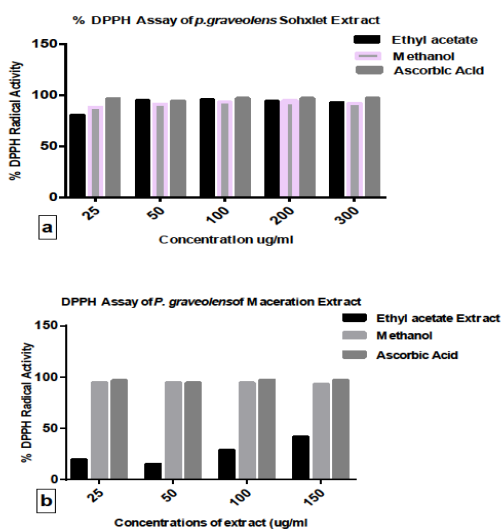 % DPPH Assay of p.graveolens Sohxlet Extract
Ethyl acetate
Methanol
Ascorbic Acid
% DPPH Radical Activity
150
100
50
0
25
50
100
200
300
Concentration ug/ml
a
DPPH Assay of P. graveolensof Maceration Extract
Ethyl acetate Extract
Methanol
Ascorbic Acid
% DPPH Radical Activity
150
100
50
0
25
50
100
150
Concentrations of extract (ug/ml
b